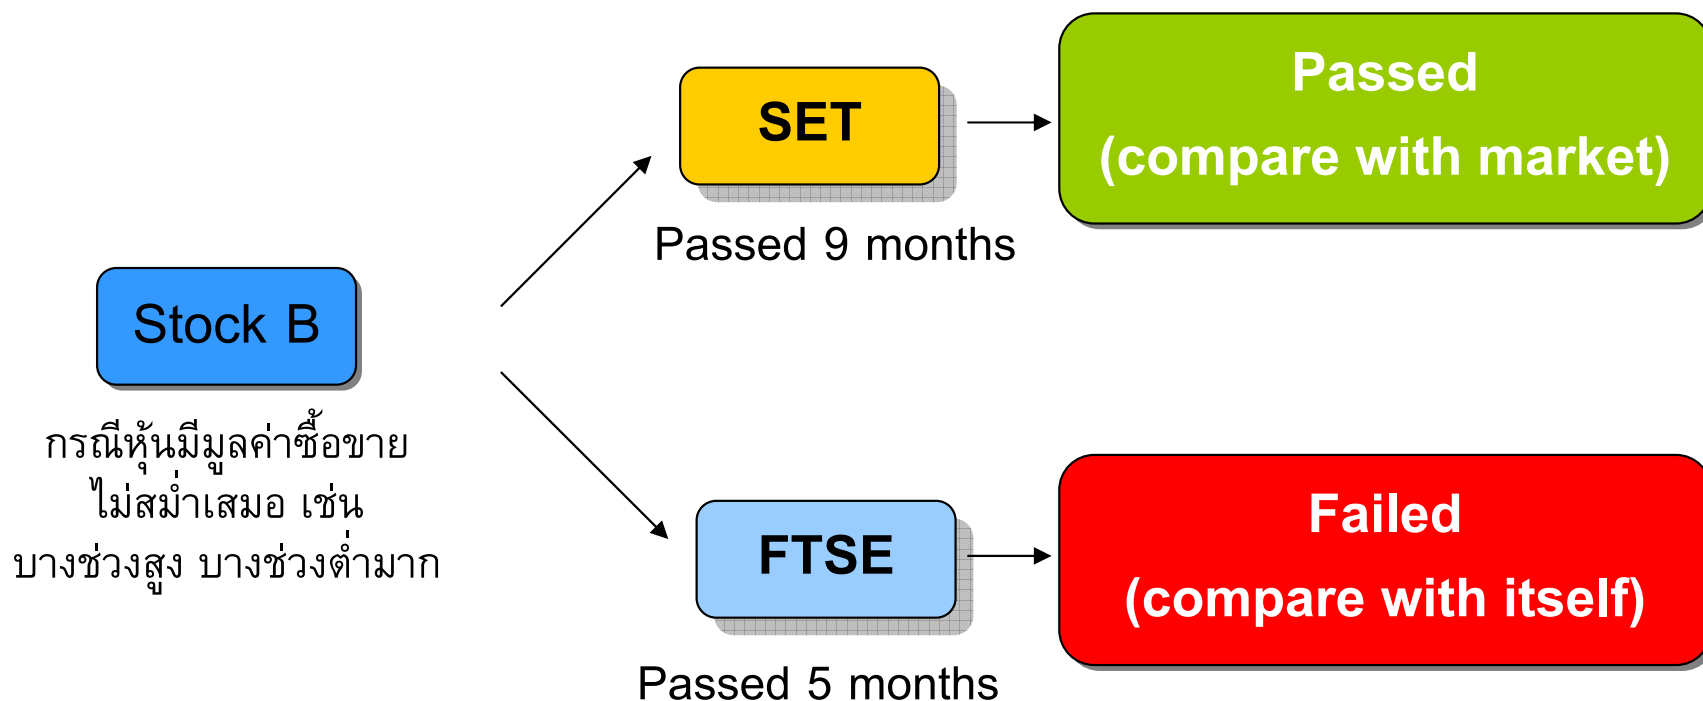 Stock B
กรณีหุ้นมีมูลค่าซื้อขาย
ไม่สม่ำเสมอ เช่น
บางช่วงสูง บางช่วงต่ำมาก
SET
Passed 9 months
Passed
(compare with market)
FTSE
Passed 5 months
Failed
(compare with itself)